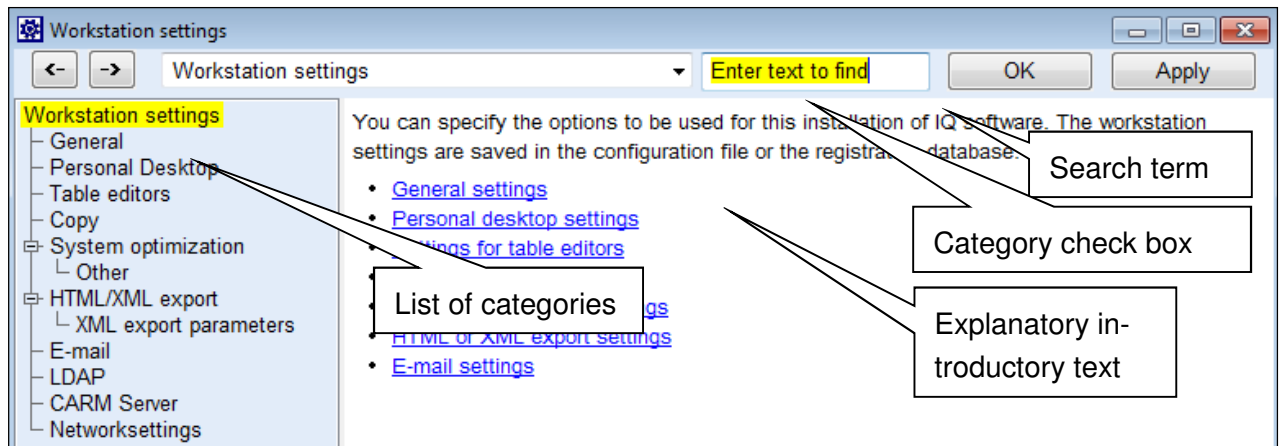 Workstation settings
<- -> Workstation settings Enter text to find OK Apply
Workstation settings
General
Personal Desktop
Table editors
Copy
System optimization
Other
HTML/XML export
XML export parameters
E-mail
LDAP
CARM Server
Networksettings
You can specify the options to be used for this installation of IQ software. The workstation
settings are saved in the configuration file or the registration database.
• General settings
• Personal desktop settings
• Settings for table editors
• HTML or XML export settings
• E-mail settings
Search term
Category check box
List of categories
Explanatory in-
troductory text